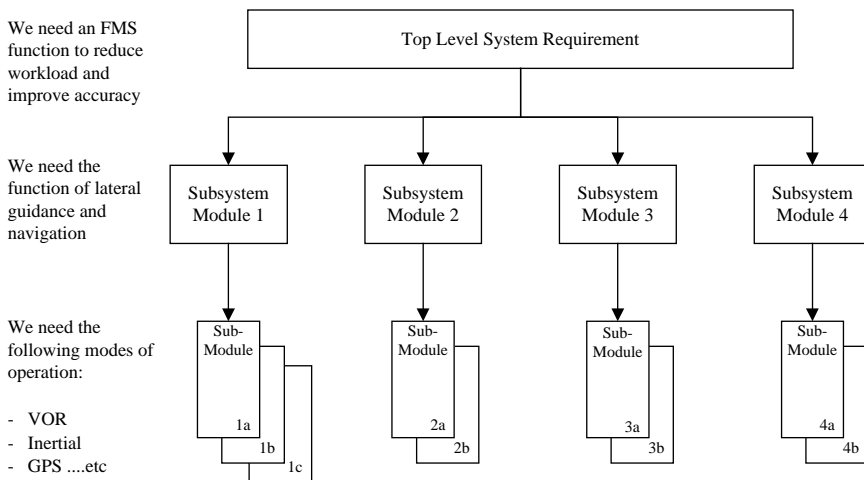 We need an FMS
function to reduce
workload and
improve accuracy
Top Level System Requirement
We need the
function of lateral
guidance and
navigation
Subsystem
Module 1
Subsystem
Module 2
Subsystem
Module 3
Subsystem
Module 4
We need the
following modes of
operation:
- VOR
- Inertial
- GPS ....etc
Sub-
Module
1a
1b
1c
Sub-
Module
2a
2b
Sub-
Module
3a
3b
Sub-
Module
4a
4b